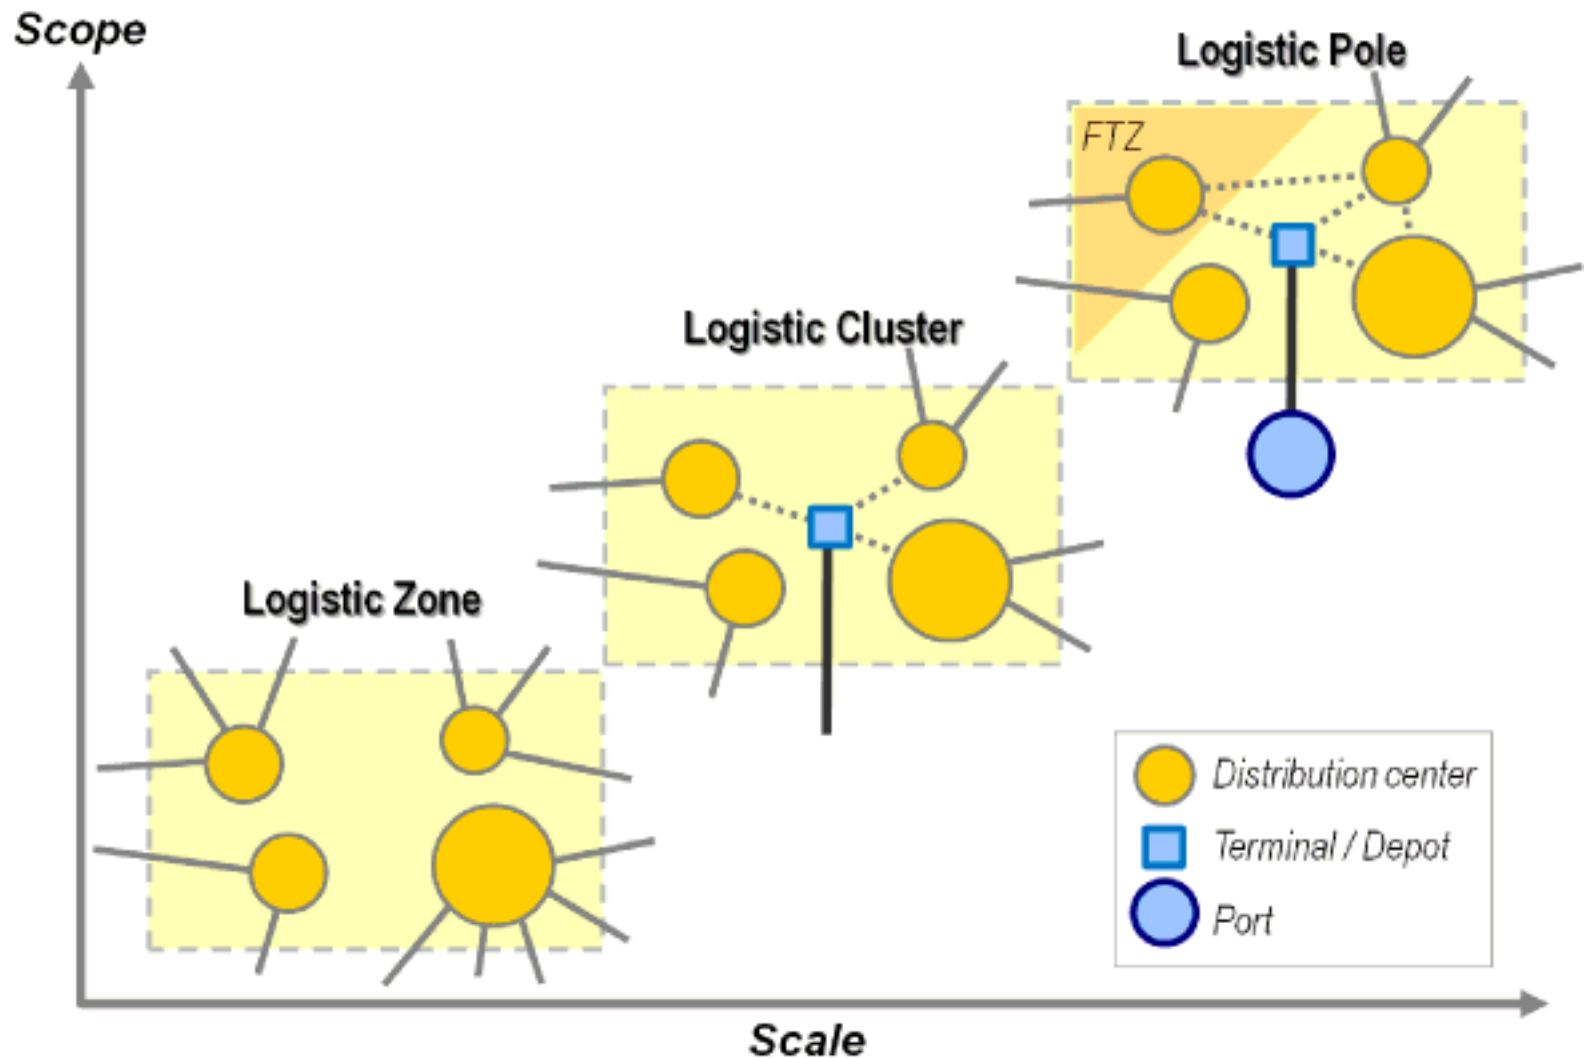 Scope
Logistic Pole
FTZ
Logistic Cluster
Logistic Zone
Distribution center
Terminal / Depot
Port
Scale